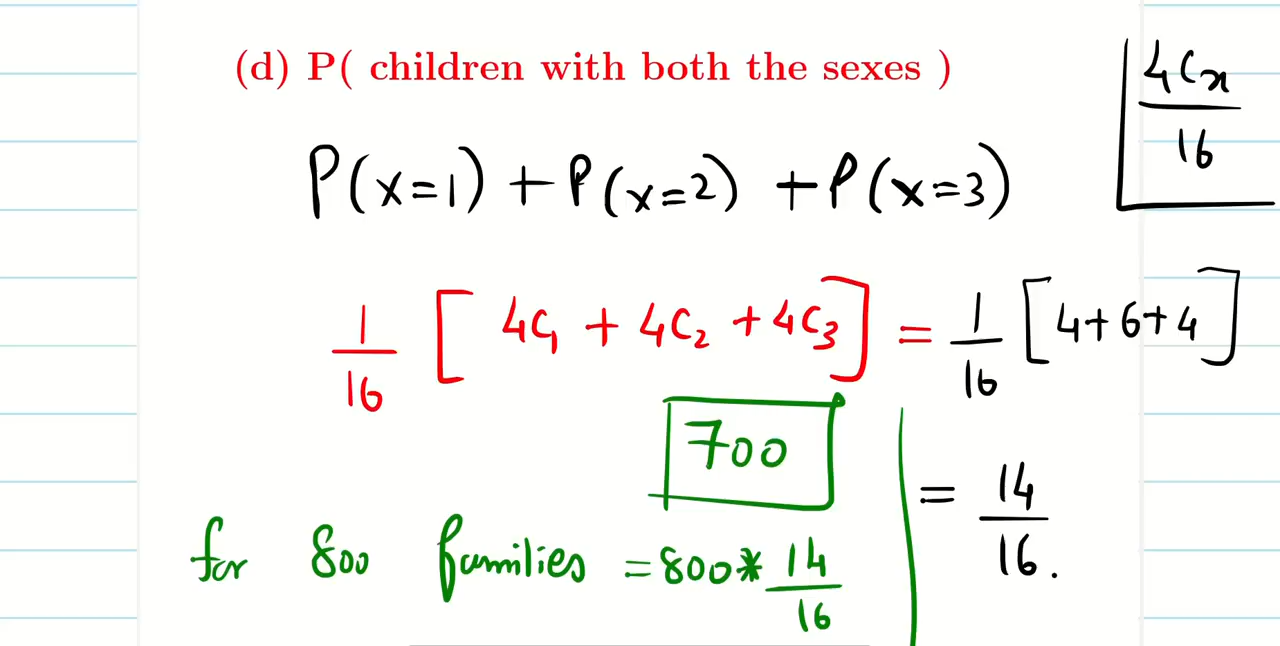 (d) P( children with both the sexes )
4Cx
16
P(x=1) + P(x=2) + P(x=3)
1/16 [ 4C1 + 4C2 + 4C3 ] = 1/16 [ 4+6+4 ]
700
= 14/16.
for 800 families = 800 * 14/16